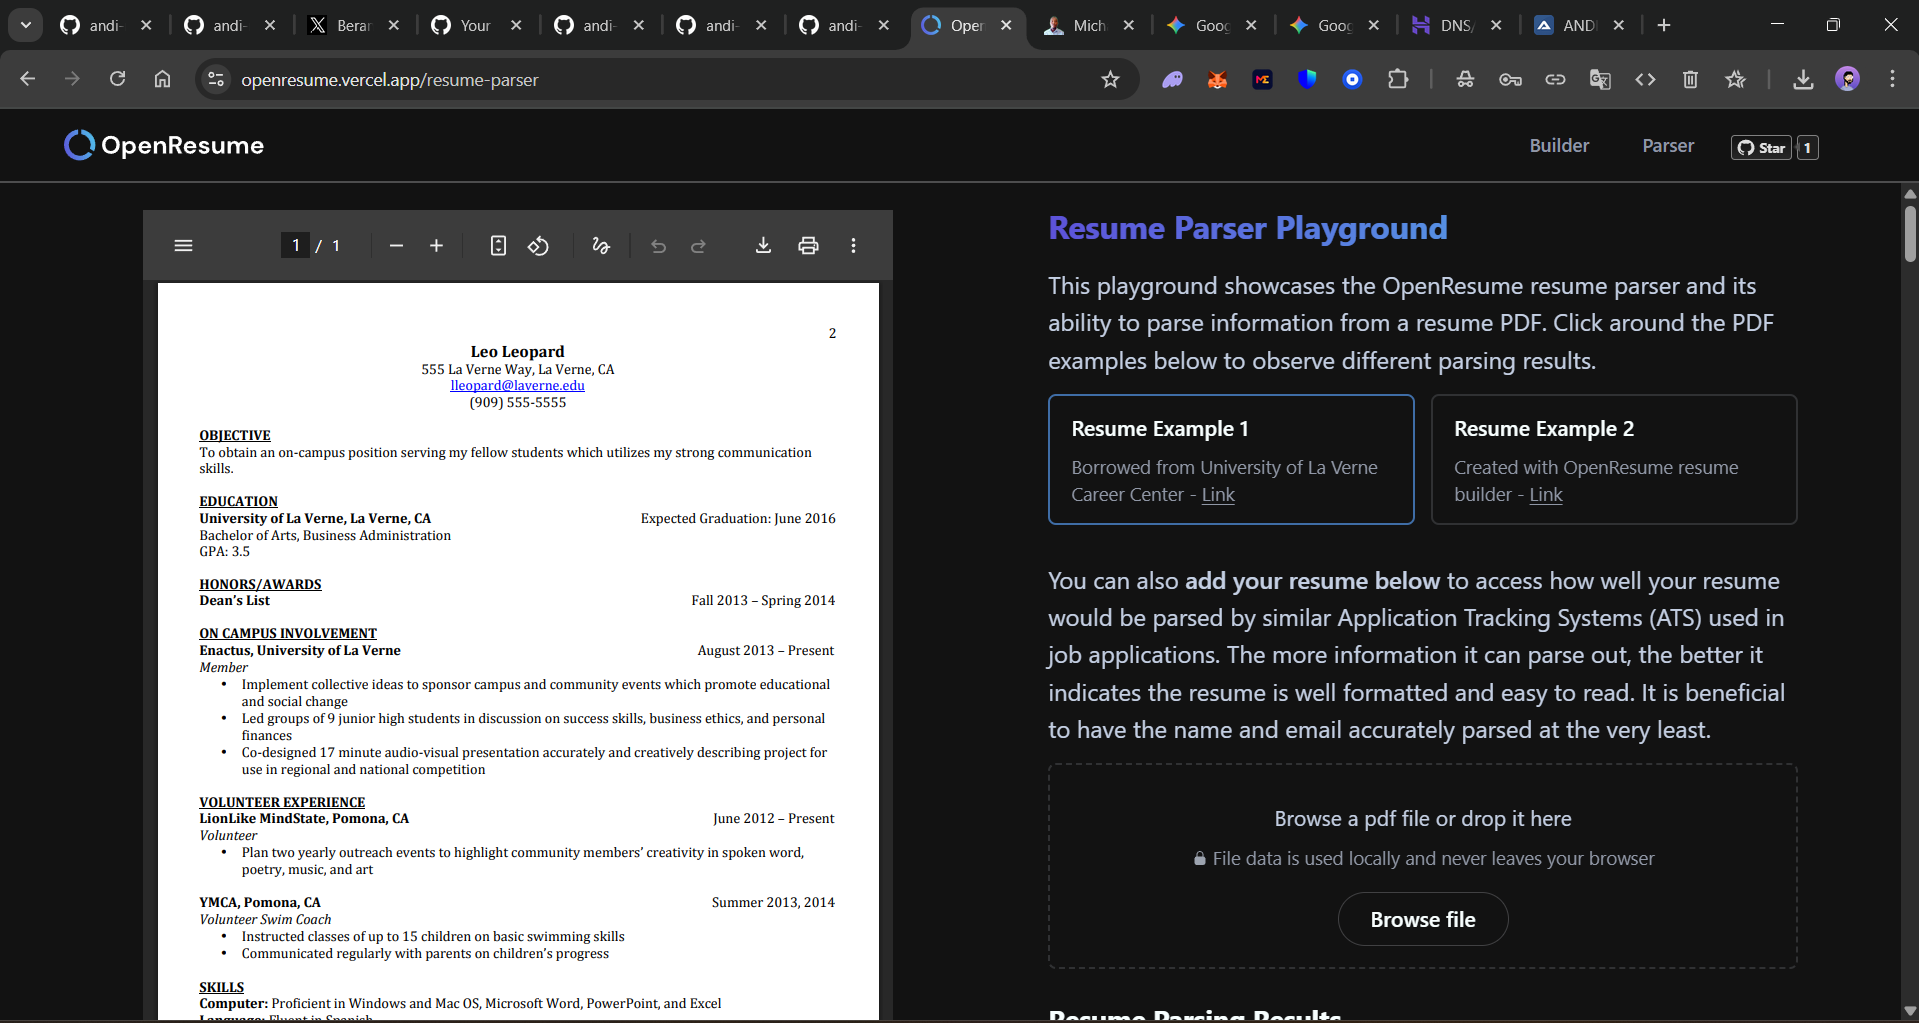 andi-
andi-
Bera
Your
andi-
andi-
andi-
Open
Mich
Goog
Goog
DNS/
AND
openresume.vercel.app/resume-parser
OpenResume
Builder
Parser
Star
1
1 / 1
2
Leo Leopard
555 La Verne Way, La Verne, CA
lleopard@laverne.edu
(909) 555-5555
OBJECTIVE
To obtain an on-campus position serving my fellow students which utilizes my strong communication
skills.
EDUCATION
University of La Verne, La Verne, CA Expected Graduation: June 2016
Bachelor of Arts, Business Administration
GPA: 3.5
HONORS/AWARDS
Dean's List Fall 2013 – Spring 2014
ON CAMPUS INVOLVEMENT
Enactus, University of La Verne August 2013 – Present
Member
• Implement collective ideas to sponsor campus and community events which promote educational
and social change
• Led groups of 9 junior high students in discussion on success skills, business ethics, and personal
finances
• Co-designed 17 minute audio-visual presentation accurately and creatively describing project for
use in regional and national competition
VOLUNTEER EXPERIENCE
LionLike MindState, Pomona, CA June 2012 – Present
Volunteer
• Plan two yearly outreach events to highlight community members' creativity in spoken word,
poetry, music, and art
YMCA, Pomona, CA Summer 2013, 2014
Volunteer Swim Coach
• Instructed classes of up to 15 children on basic swimming skills
• Communicated regularly with parents on children's progress
SKILLS
Computer: Proficient in Windows and Mac OS, Microsoft Word, PowerPoint, and Excel
Language: Fluent in Spanish
Resume Parser Playground
This playground showcases the OpenResume resume parser and its
ability to parse information from a resume PDF. Click around the PDF
examples below to observe different parsing results.
Resume Example 1
Borrowed from University of La Verne
Career Center - Link
Resume Example 2
Created with OpenResume resume
builder - Link
You can also add your resume below to access how well your resume
would be parsed by similar Application Tracking Systems (ATS) used in
job applications. The more information it can parse out, the better it
indicates the resume is well formatted and easy to read. It is beneficial
to have the name and email accurately parsed at the very least.
Browse a pdf file or drop it here
File data is used locally and never leaves your browser
Browse file
Resume Parsing Results